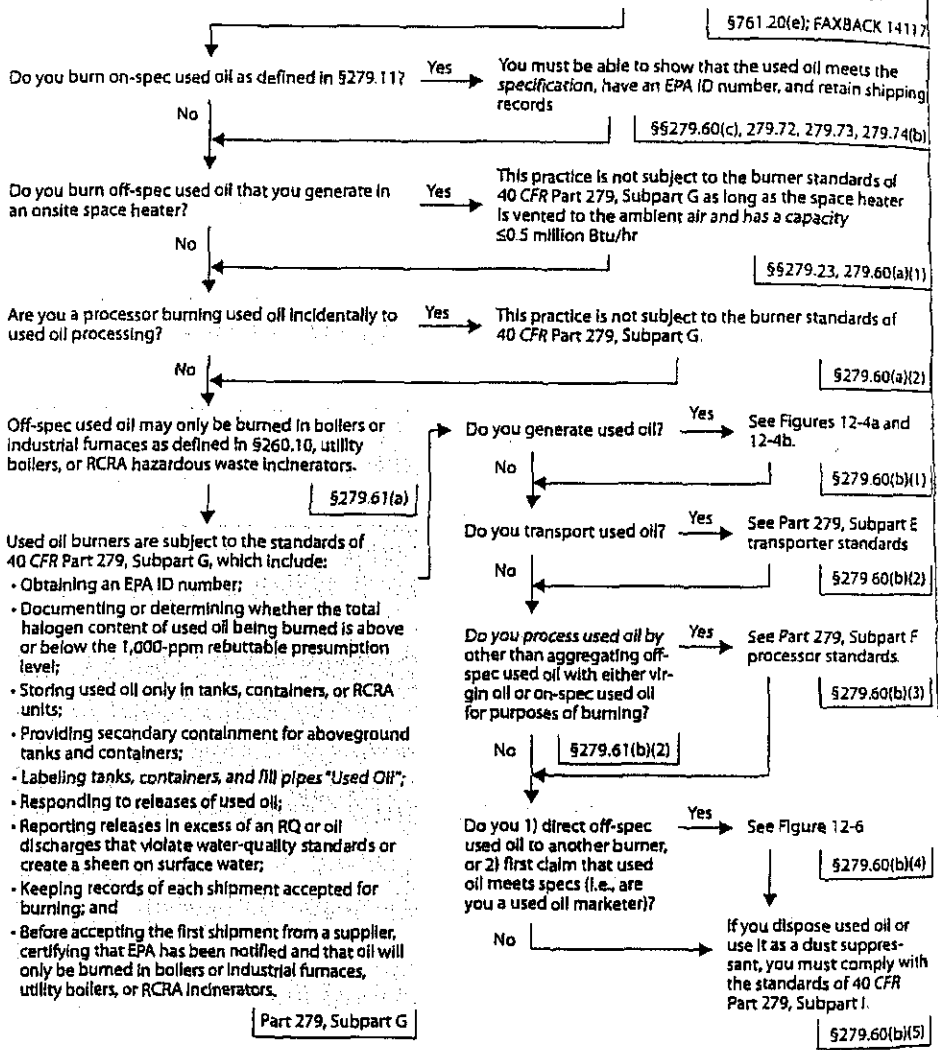 §761.20(e); FAXBACK 14117
Do you burn on-spec used oil as defined in §279.11?
Yes
You must be able to show that the used oil meets the
specification, have an EPA ID number, and retain shipping
records
No
§§279.60(c), 279.72, 279.73, 279.74(b)
Do you burn off-spec used oil that you generate in
an onsite space heater?
Yes
This practice is not subject to the burner standards of
40 CFR Part 279, Subpart G as long as the space heater
is vented to the ambient air and has a capacity
≤0.5 million Btu/hr
No
§§279.23, 279.60(a)(1)
Are you a processor burning used oil incidentally to
used oil processing?
Yes
This practice is not subject to the burner standards of
40 CFR Part 279, Subpart G.
No
§279.60(a)(2)
Off-spec used oil may only be burned in boilers or
industrial furnaces as defined in §260.10, utility
boilers, or RCRA hazardous waste incinerators.
§279.61(a)
Used oil burners are subject to the standards of
40 CFR Part 279, Subpart G, which include:
• Obtaining an EPA ID number;
• Documenting or determining whether the total
halogen content of used oil being burned is above
or below the 1,000-ppm rebuttable presumption
level;
• Storing used oil only in tanks, containers, or RCRA
units;
• Providing secondary containment for aboveground
tanks and containers;
• Labeling tanks, containers, and fill pipes "Used Oil";
• Responding to releases of used oil;
• Reporting releases in excess of an RQ or oil
discharges that violate water-quality standards or
create a sheen on surface water;
• Keeping records of each shipment accepted for
burning; and
• Before accepting the first shipment from a supplier,
certifying that EPA has been notified and that oil will
only be burned in boilers or industrial furnaces,
utility boilers, or RCRA incinerators.
Part 279, Subpart G
Do you generate used oil?
Yes
See Figures 12-4a and
12-4b.
No
§279.60(b)(1)
Do you transport used oil?
Yes
See Part 279, Subpart E
transporter standards
No
§279.60(b)(2)
Do you process used oil by
other than aggregating off-
spec used oil with either vir-
gin oil or on-spec used oil
for purposes of burning?
Yes
See Part 279, Subpart F
processor standards.
§279.60(b)(3)
No
§279.61(b)(2)
Do you 1) direct off-spec
used oil to another burner,
or 2) first claim that used
oil meets specs (i.e., are
you a used oil marketer)?
Yes
See Figure 12-6
§279.60(b)(4)
No
If you dispose used oil or
use it as a dust suppres-
sant, you must comply with
the standards of 40 CFR
Part 279, Subpart I.
§279.60(b)(5)